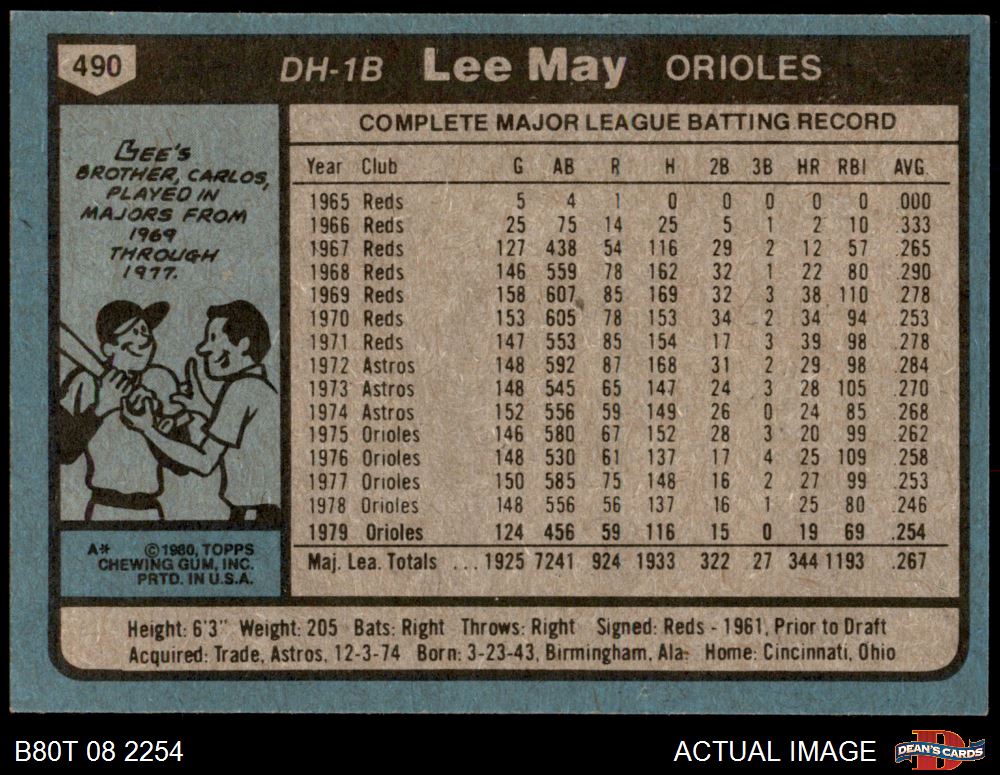 490 DH-1B Lee May ORIOLES
LEE'S
BROTHER, CARLOS,
PLAYED IN
MAJORS FROM
1969
THROUGH
1977.
A* ©1980, TOPPS
CHEWING GUM, INC.
PRTD. IN U.S.A.
COMPLETE MAJOR LEAGUE BATTING RECORD
Year Club G AB R H 2B 3B HR RBI AVG.
1965 Reds 5 4 1 0 0 0 0 0 .000
1966 Reds 25 75 14 25 5 1 2 10 .333
1967 Reds 127 438 54 116 29 2 12 57 .265
1968 Reds 146 559 78 162 32 1 22 80 .290
1969 Reds 158 607 85 169 32 3 38 110 .278
1970 Reds 153 605 78 153 34 2 34 94 .253
1971 Reds 147 553 85 154 17 3 39 98 .278
1972 Astros 148 592 87 168 31 2 29 98 .284
1973 Astros 148 545 65 147 24 3 28 105 .270
1974 Astros 152 556 59 149 26 0 24 85 .268
1975 Orioles 146 580 67 152 28 3 20 99 .262
1976 Orioles 148 530 61 137 17 4 25 109 .258
1977 Orioles 150 585 75 148 16 2 27 99 .253
1978 Orioles 148 556 56 137 16 1 25 80 .246
1979 Orioles 124 456 59 116 15 0 19 69 .254
Maj. Lea. Totals ... 1925 7241 924 1933 322 27 344 1193 .267
Height: 6'3" Weight: 205 Bats: Right Throws: Right Signed: Reds - 1961, Prior to Draft
Acquired: Trade, Astros, 12-3-74 Born: 3-23-43, Birmingham, Ala. Home: Cincinnati, Ohio
B80T 08 2254 ACTUAL IMAGE DEAN'S CARDS